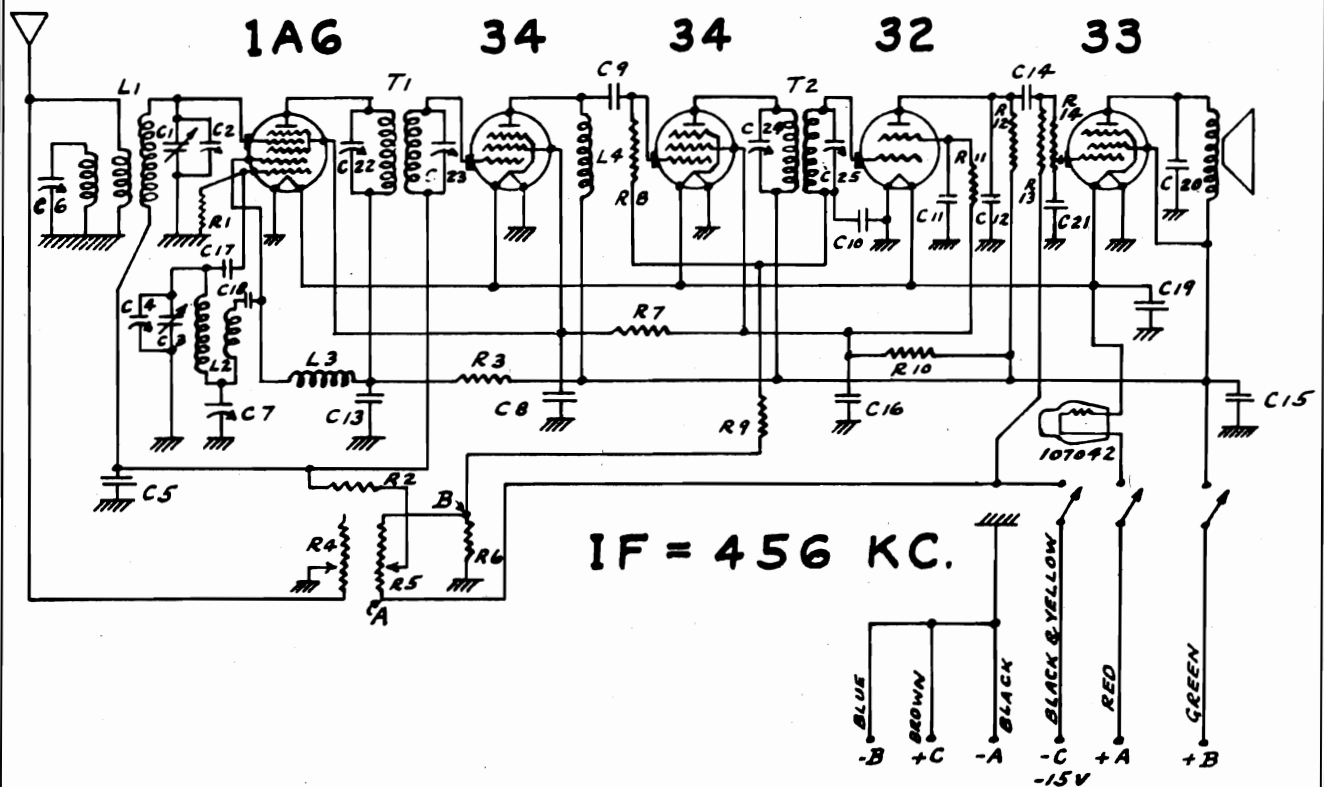 1A6 34 34 32 33
L1 T1 C9 T2 C14
C1 C2 C22 C23 L4 R8 C24 C25 R11 R12 R14
C6 R1 C10 C11 C12 R13 C21 C20
C17
C18 C19
C4 C3 L2 R7
L3 R3 R10
C7 C13 C8 R9 C16 C15
107042
C5 R2 B
R4 R5 R6
A
IF = 456 KC.
BLUE BROWN BLACK BLACK & YELLOW RED GREEN
-B +C -A -C +A +B
-15V